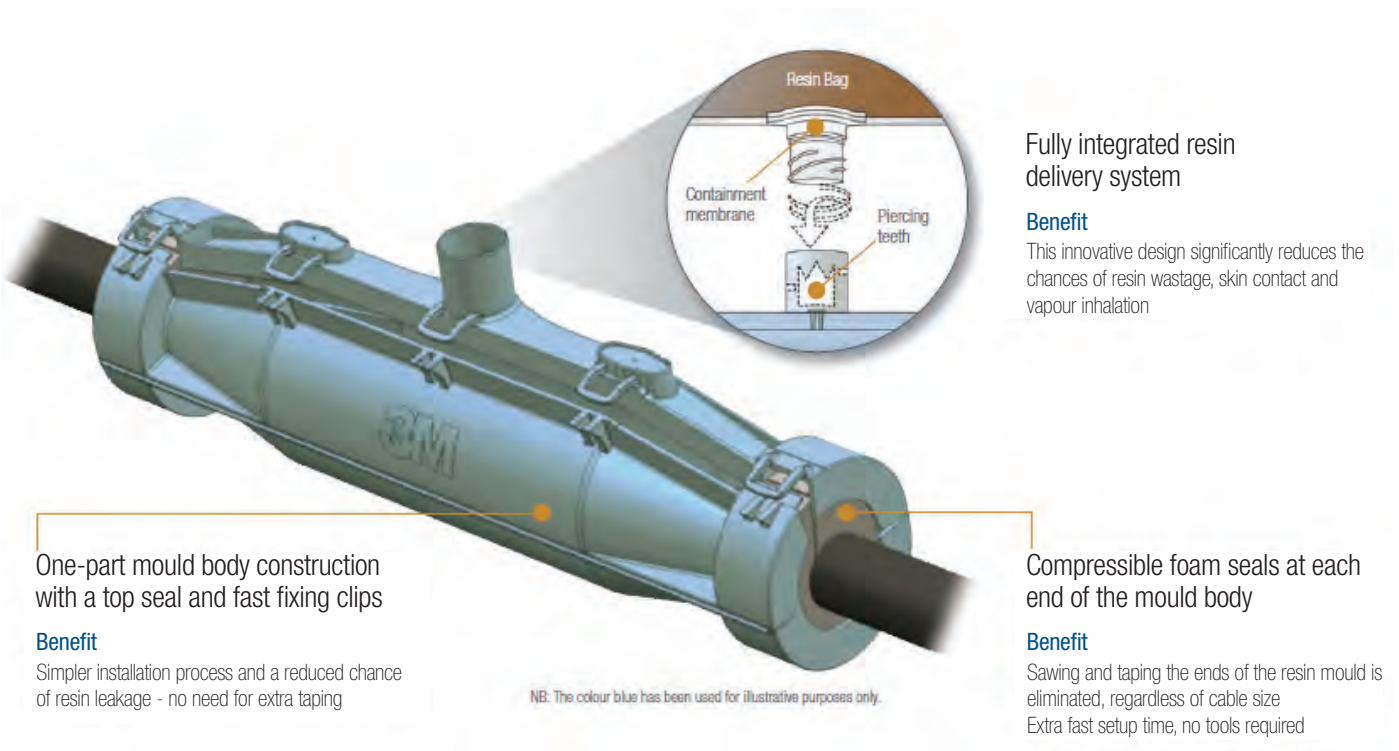 Resin Bag
Containment
membrane
Piercing
teeth
Fully integrated resin
delivery system
Benefit
This innovative design significantly reduces the
chances of resin wastage, skin contact and
vapour inhalation
3M
One-part mould body construction
with a top seal and fast fixing clips
Benefit
Simpler installation process and a reduced chance
of resin leakage - no need for extra taping
NB: The colour blue has been used for illustrative purposes only.
Compressible foam seals at each
end of the mould body
Benefit
Sawing and taping the ends of the resin mould is
eliminated, regardless of cable size
Extra fast setup time, no tools required